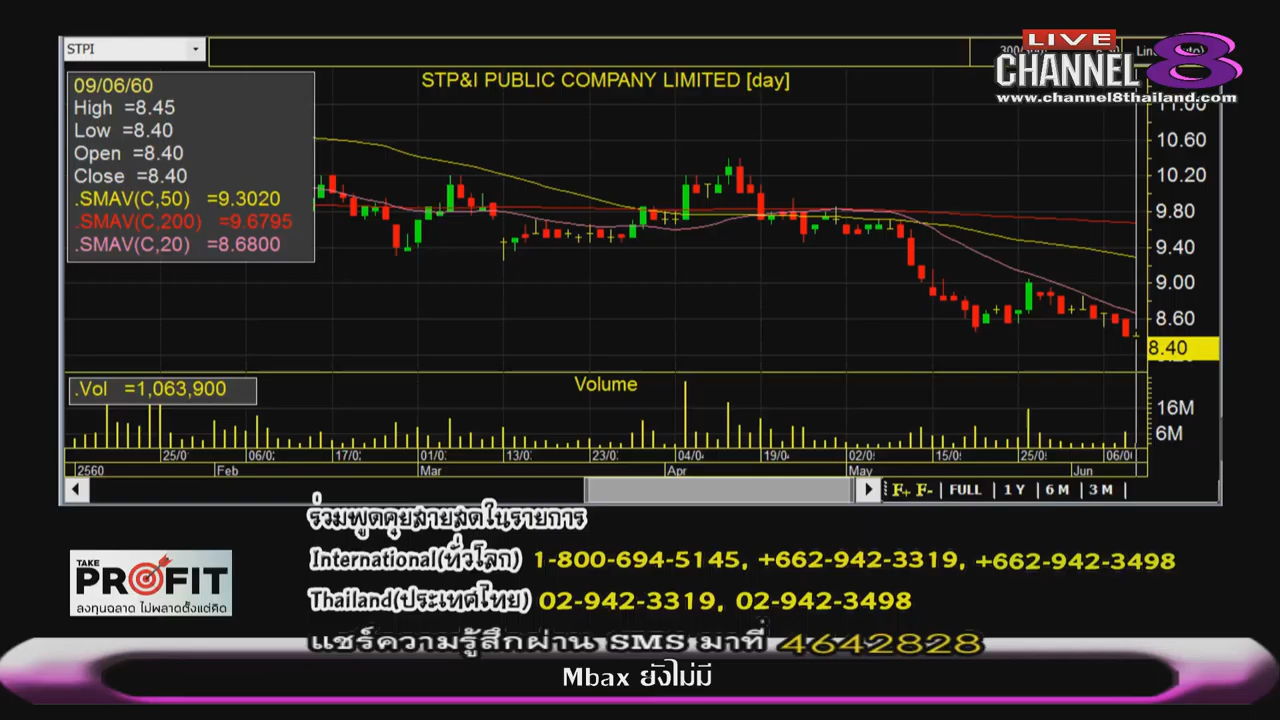 STPI
LIVE
CHANNEL 8
www.channel8thailand.com
STP&I PUBLIC COMPANY LIMITED [day]
09/06/60
High =8.45
Low =8.40
Open =8.40
Close =8.40
.SMAV(C,50) =9.3020
.SMAV(C,200) =9.6795
.SMAV(C,20) =8.6800
11.00
10.60
10.20
9.80
9.40
9.00
8.60
8.40
.Vol =1,063,900
Volume
16M
6M
25/0 06/0 17/0 01/0 13/0 23/0 04/0 19/0 02/0 15/0 25/0 06/0
2560 Feb Mar Apr May Jun
F+ F- FULL | 1 Y | 6 M | 3 M |
ร่วมพูดคุยสายสดในรายการ
International(ทั่วโลก) 1-800-694-5145, +662-942-3319, +662-942-3498
Thailand(ประเทศไทย) 02-942-3319, 02-942-3498
TAKE
PROFIT
ลงทุนฉลาด ไม่พลาดตั้งแต่คิด
แชร์ความรู้สึกผ่าน SMS มาที่ 4642828
Mbax ยังไม่มี